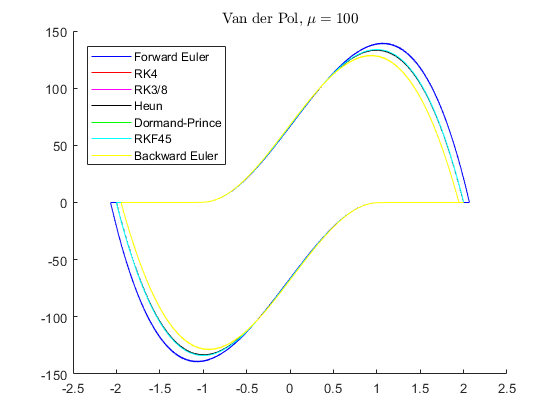 Van der Pol, μ = 100
150
100
50
0
-50
-100
-150
Forward Euler
RK4
RK3/8
Heun
Dormand-Prince
RKF45
Backward Euler
-2.5 -2 -1.5 -1 -0.5 0 0.5 1 1.5 2 2.5